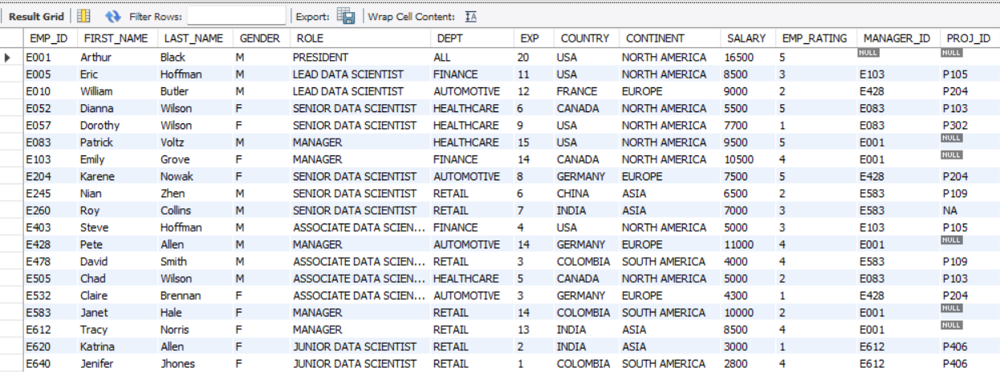 Result Grid Filter Rows: Export: Wrap Cell Content: IA
EMP_ID FIRST_NAME LAST_NAME GENDER ROLE DEPT EXP COUNTRY CONTINENT SALARY EMP_RATING MANAGER_ID PROJ_ID
E001 Arthur Black M PRESIDENT ALL 20 USA NORTH AMERICA 16500 5 NULL NULL
E005 Eric Hoffman M LEAD DATA SCIENTIST FINANCE 11 USA NORTH AMERICA 8500 3 E103 P105
E010 William Butler M LEAD DATA SCIENTIST AUTOMOTIVE 12 FRANCE EUROPE 9000 2 E428 P204
E052 Dianna Wilson F SENIOR DATA SCIENTIST HEALTHCARE 6 CANADA NORTH AMERICA 5500 5 E083 P103
E057 Dorothy Wilson F SENIOR DATA SCIENTIST HEALTHCARE 9 USA NORTH AMERICA 7700 1 E083 P302
E083 Patrick Voltz M MANAGER HEALTHCARE 15 USA NORTH AMERICA 9500 5 E001 NULL
E103 Emily Grove F MANAGER FINANCE 14 CANADA NORTH AMERICA 10500 4 E001 NULL
E204 Karene Nowak F SENIOR DATA SCIENTIST AUTOMOTIVE 8 GERMANY EUROPE 7500 5 E428 P204
E245 Nian Zhen M SENIOR DATA SCIENTIST RETAIL 6 CHINA ASIA 6500 2 E583 P109
E260 Roy Collins M SENIOR DATA SCIENTIST RETAIL 7 INDIA ASIA 7000 3 E583 NA
E403 Steve Hoffman M ASSOCIATE DATA SCIEN... FINANCE 4 USA NORTH AMERICA 5000 3 E103 P105
E428 Pete Allen M MANAGER AUTOMOTIVE 14 GERMANY EUROPE 11000 4 E001 NULL
E478 David Smith M ASSOCIATE DATA SCIEN... RETAIL 3 COLOMBIA SOUTH AMERICA 4000 4 E583 P109
E505 Chad Wilson M ASSOCIATE DATA SCIEN... HEALTHCARE 5 CANADA NORTH AMERICA 5000 2 E083 P103
E532 Claire Brennan F ASSOCIATE DATA SCIEN... AUTOMOTIVE 3 GERMANY EUROPE 4300 1 E428 P204
E583 Janet Hale F MANAGER RETAIL 14 COLOMBIA SOUTH AMERICA 10000 2 E001 NULL
E612 Tracy Norris F MANAGER RETAIL 13 INDIA ASIA 8500 4 E001 NULL
E620 Katrina Allen F JUNIOR DATA SCIENTIST RETAIL 2 INDIA ASIA 3000 1 E612 P406
E640 Jenifer Jhones F JUNIOR DATA SCIENTIST RETAIL 1 COLOMBIA SOUTH AMERICA 2800 4 E612 P406